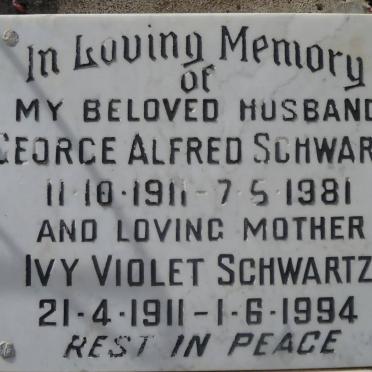 In Loving Memory
of
MY BELOVED HUSBAND
GEORGE ALFRED SCHWAR
11·10·1911-7·5·1981
AND LOVING MOTHER
IVY VIOLET SCHWARTZ
21-4-1911-1-6-1994
REST IN PEACE